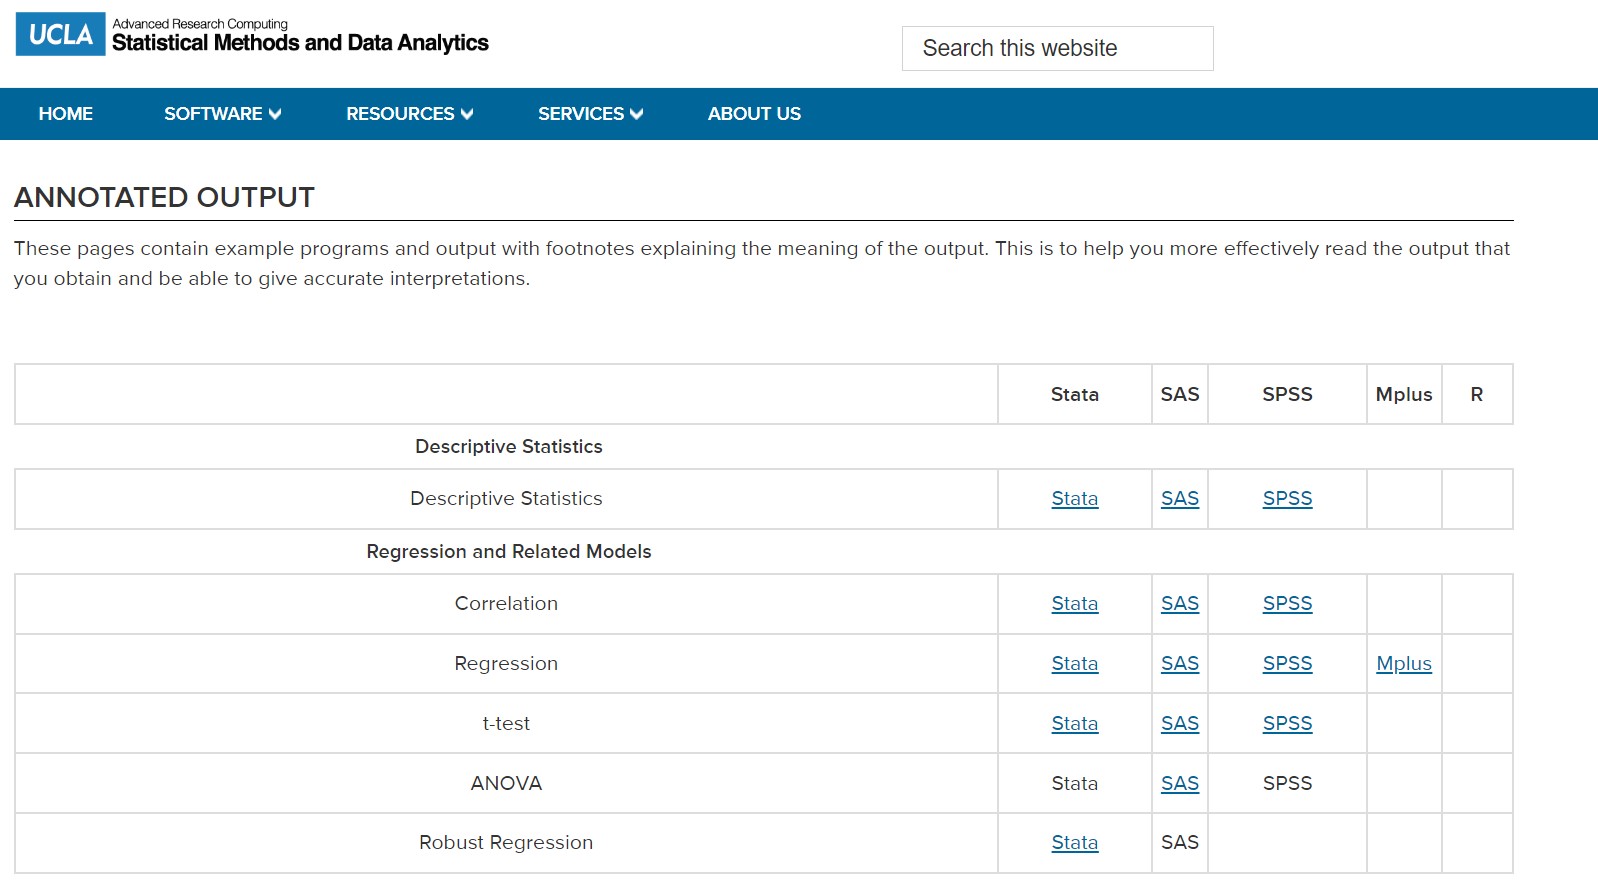 UCLA
Advanced Research Computing
Statistical Methods and Data Analytics
Search this website
HOME SOFTWARE RESOURCES SERVICES ABOUT US
ANNOTATED OUTPUT
These pages contain example programs and output with footnotes explaining the meaning of the output. This is to help you more effectively read the output that
you obtain and be able to give accurate interpretations.
Stata SAS SPSS Mplus R
Descriptive Statistics
Descriptive Statistics Stata SAS SPSS
Regression and Related Models
Correlation Stata SAS SPSS
Regression Stata SAS SPSS Mplus
t-test Stata SAS SPSS
ANOVA Stata SAS SPSS
Robust Regression Stata SAS